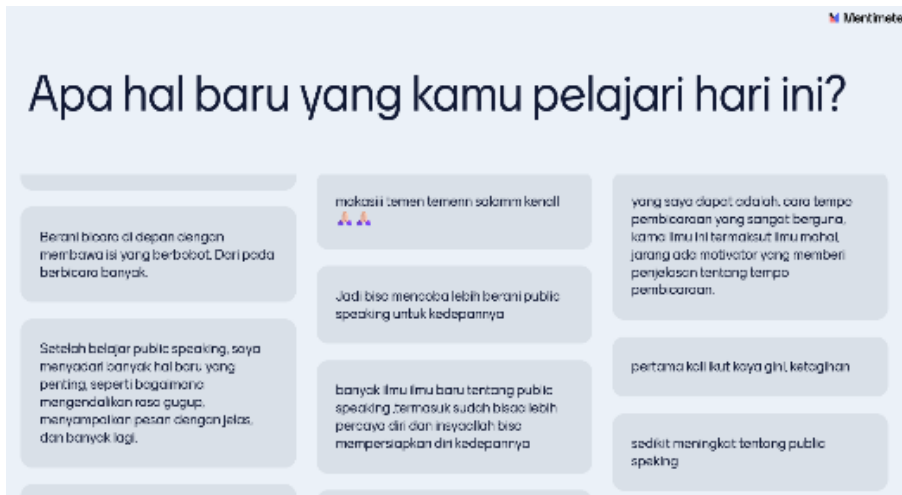 Mentimete
Apa hal baru yang kamu pelajari hari ini?
Berani bicara di depan dengan
membawa isi yang berbobot. Dari pada
berbicara banyak.
Setelah belajar public speaking, saya
menyadari banyak hal baru yang
penting, seperti bagaimana
mengendalikan rasa gugup,
menyampaikan pesan dengan jelas,
dan banyak lagi.
makasiii temen temenn salamm kenall
🙏🏻🙏🏻
Jadi bisa mencoba lebih berani public
speaking untuk kedepannya
banyak ilmu ilmu baru tentang public
speaking ,termasuk sudah bisaa lebih
percaya diri dan insyaallah bisa
mempersiapkan diri kedepannya
yang saya dapat adalah. cara tempo
pembicaraan yang sangat berguna,
karna ilmu ini termaksut ilmu mahal,
jarang ada motivator yang memberi
penjelasan tentang tempo
pembicaraan.
pertama kali ikut kaya gini, ketagihan
sedikit meningkat tentang public
speking